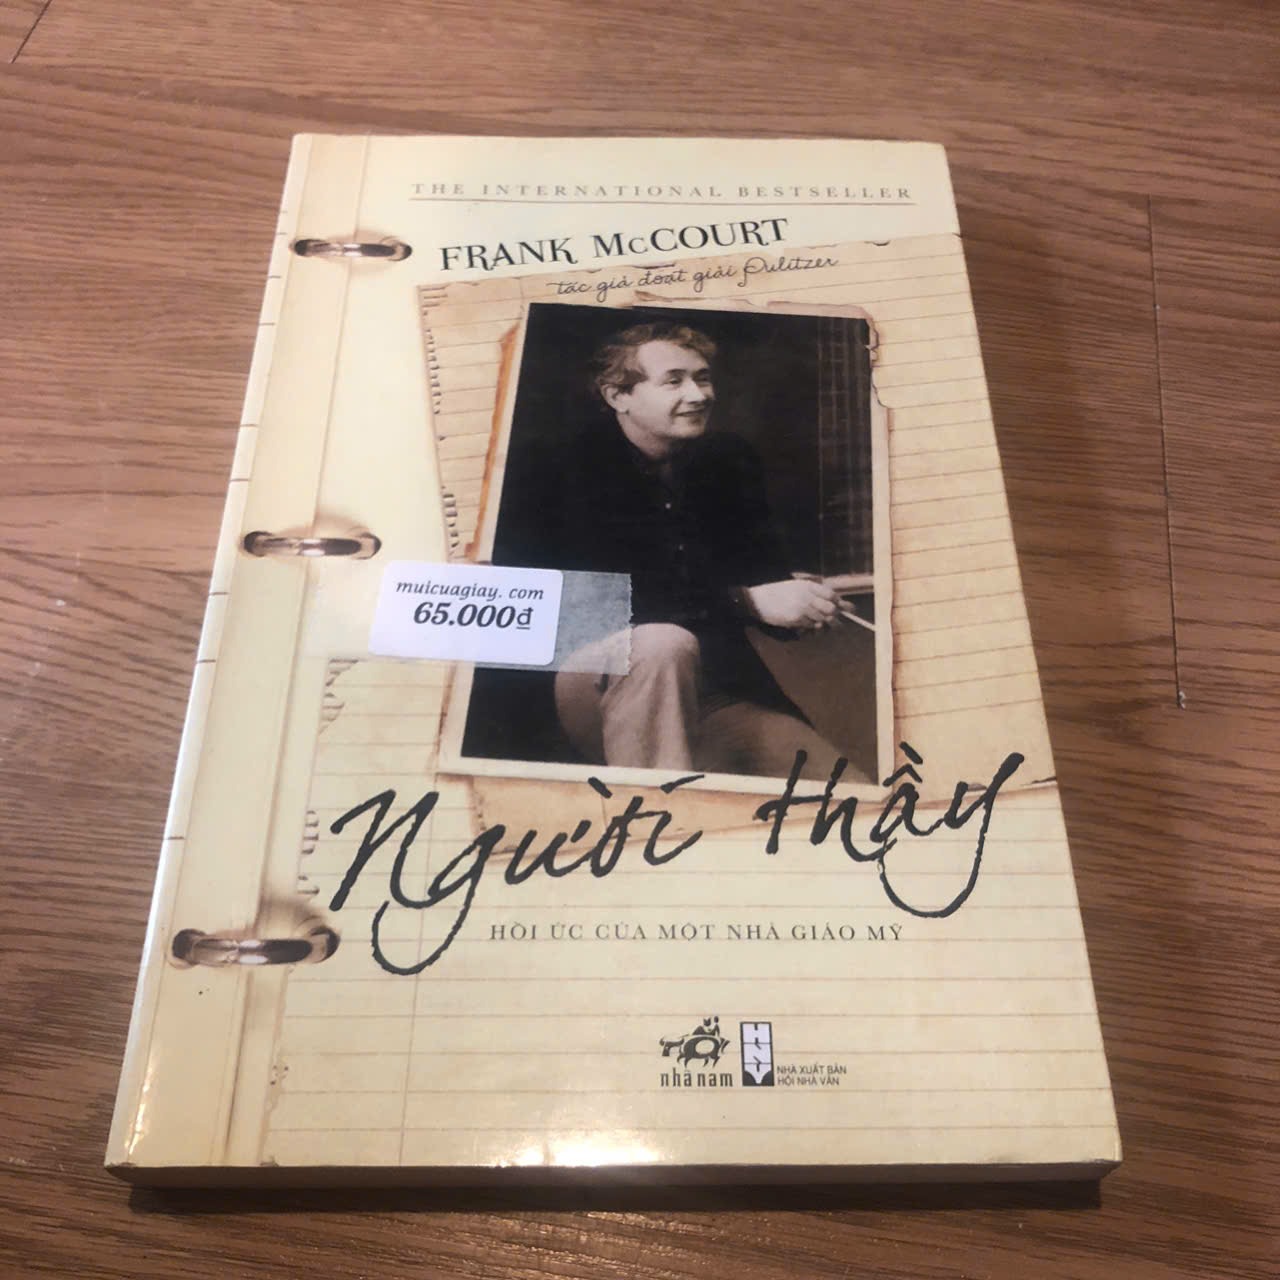 THE INTERNATIONAL BESTSELLER
FRANK McCOURT
tác giả đoạt giải Pulitzer
muicuagiay. com
65.000đ
Người thầy
HỒI ỨC CỦA MỘT NHÀ GIÁO MỸ
nhã nam
HNV
NHÀ XUẤT BẢN
HỘI NHÀ VĂN